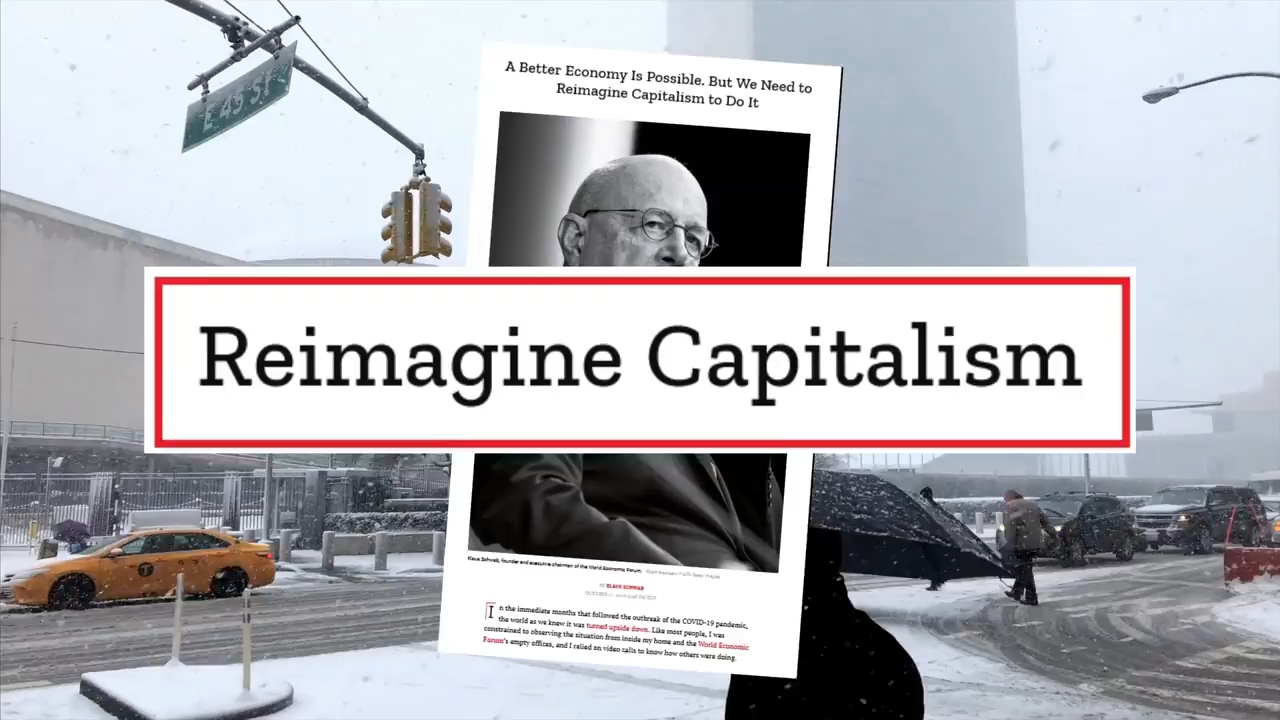 E 45 St
A Better Economy Is Possible. But We Need to
Reimagine Capitalism to Do It
Reimagine Capitalism
Klaus Schwab, founder and executive chairman of the World Economic Forum.
BY KLAUS SCHWAB
In the immediate months that followed the outbreak of the COVID-19 pandemic,
the world as we knew it was turned upside down. Like most people, I was
constrained to observing the situation from inside my home and the World Economic
Forum's empty offices, and I relied on video calls to know how others were doing.